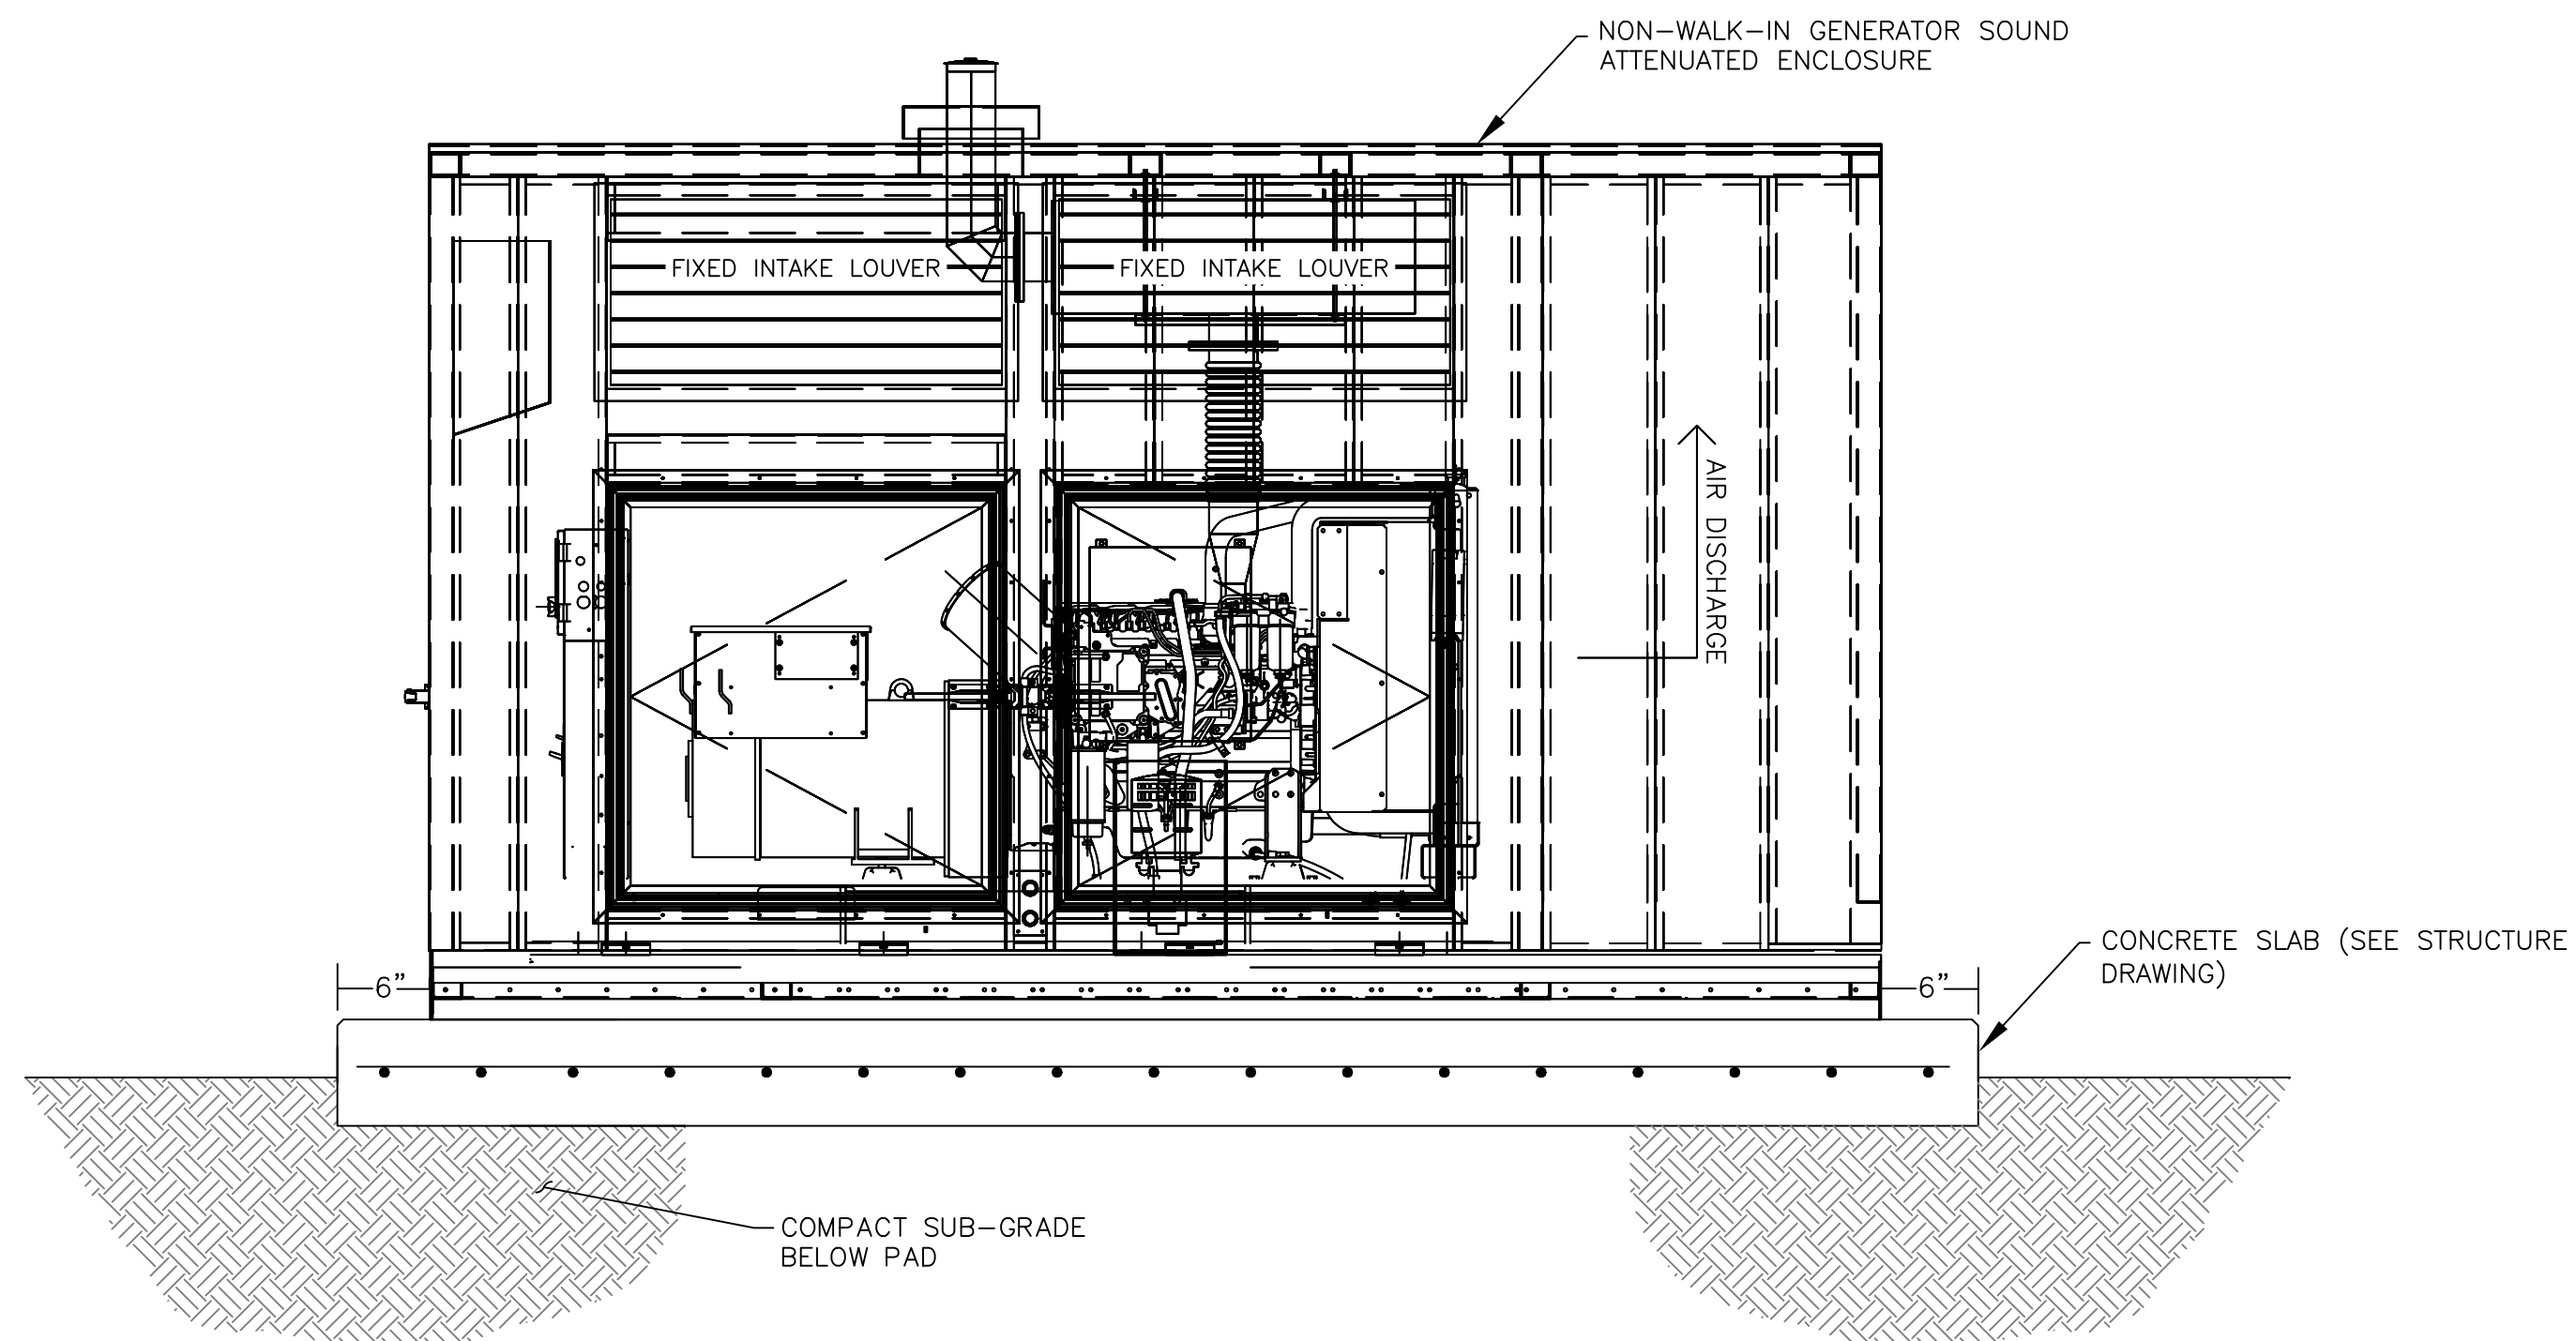 NON-WALK-IN GENERATOR SOUND
ATTENUATED ENCLOSURE
FIXED INTAKE LOUVER
FIXED INTAKE LOUVER
AIR DISCHARGE
CONCRETE SLAB (SEE STRUCTURE
DRAWING)
6"
6"
COMPACT SUB-GRADE
BELOW PAD